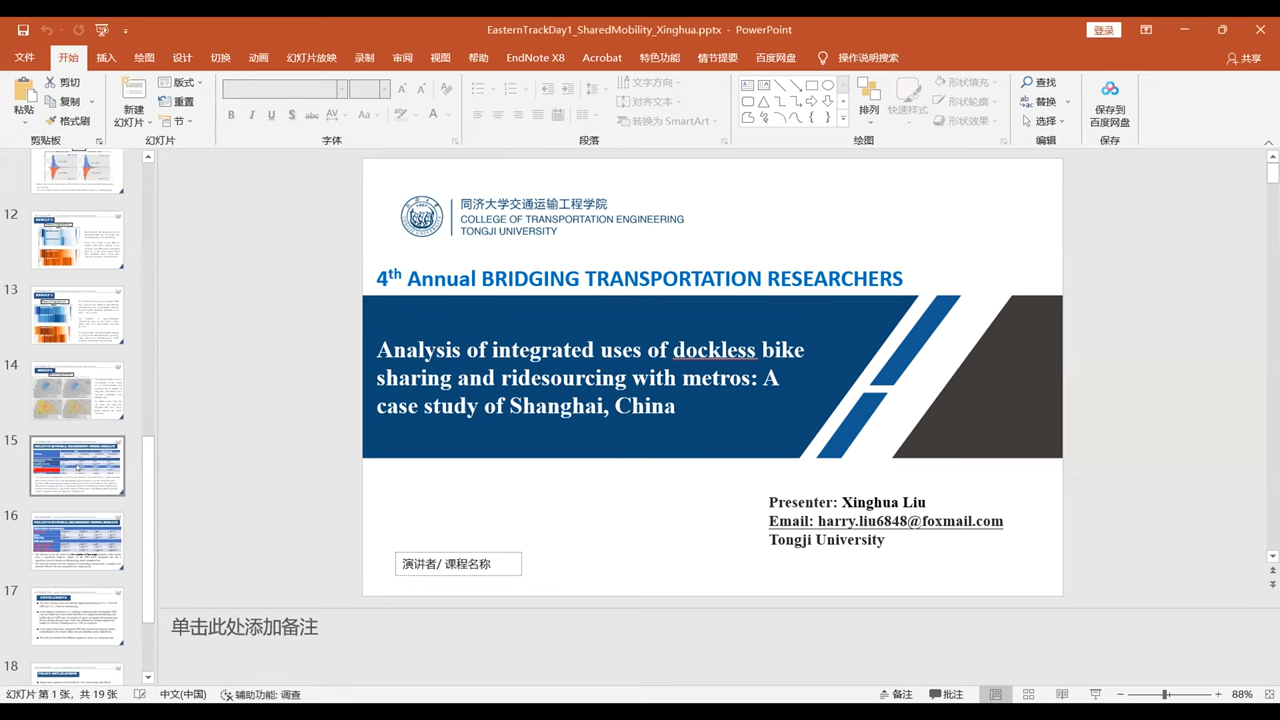 EasternTrackDay1_SharedMobility_Xinghua.pptx - PowerPoint
登录
文件 开始 插入 绘图 设计 切换 动画 幻灯片放映 录制 审阅 视图 帮助 EndNote X8 Acrobat 特色功能 情节提要 百度网盘 操作说明搜索 共享
剪切 版式 文字方向 形状填充 查找
粘贴 复制 新建 重置 对齐文本 排列 快速样式 形状轮廓 替换 保存到
格式刷 幻灯片 节 转换为 SmartArt 形状效果 选择 百度网盘
剪贴板 幻灯片 字体 段落 绘图 编辑 保存
12
13
14
15
16
17
18
同济大学交通运输工程学院
COLLEGE OF TRANSPORTATION ENGINEERING
TONGJI UNIVERSITY
4th Annual BRIDGING TRANSPORTATION RESEARCHERS
Analysis of integrated uses of dockless bike
sharing and ridesourcing with metros: A
case study of Shanghai, China
Presenter: Xinghua Liu
Email: harry.liu6848@foxmail.com
Tongji University
演讲者/ 课程名称
单击此处添加备注
幻灯片 第 1 张，共 19 张 中文(中国) 辅助功能: 调查 备注 批注 88%